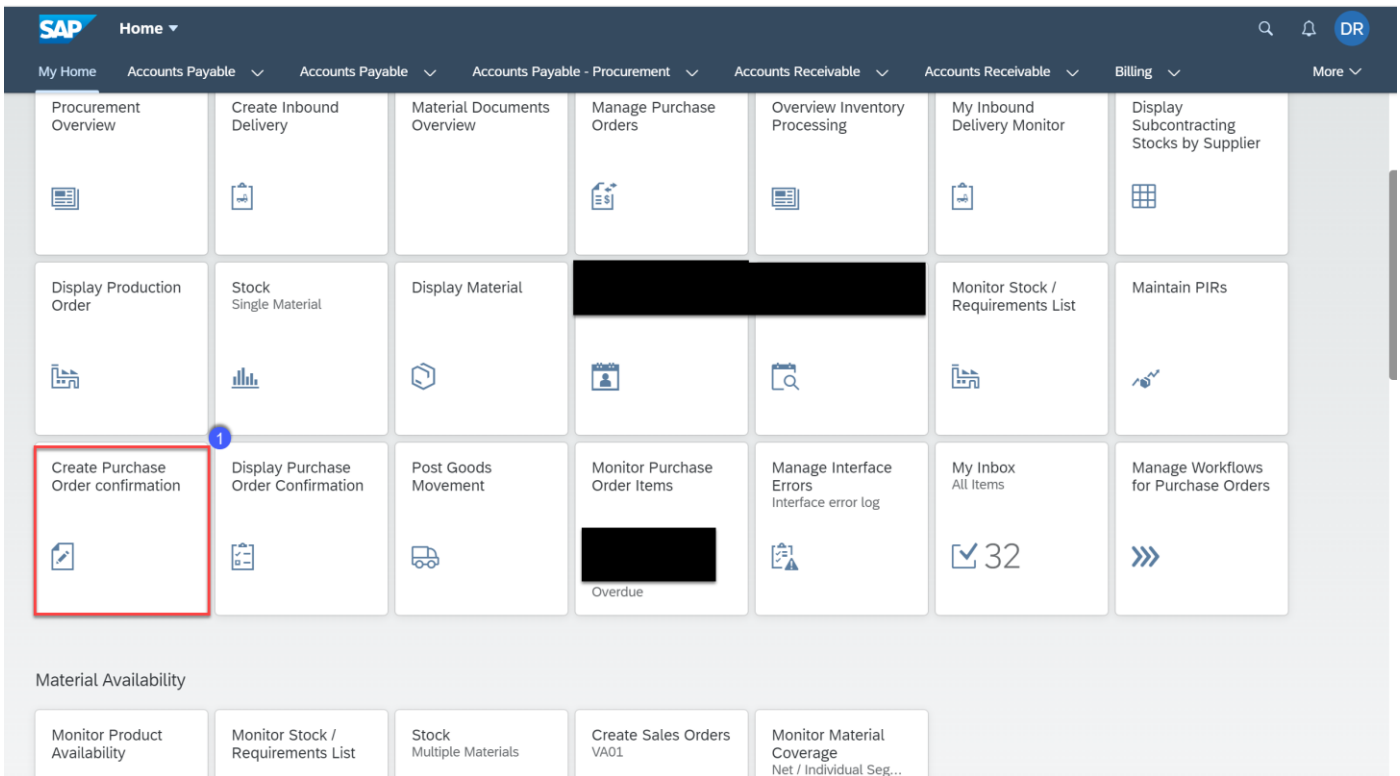 SAP Home
DR
My Home Accounts Payable Accounts Payable Accounts Payable - Procurement Accounts Receivable Accounts Receivable Billing More
Procurement
Overview
Create Inbound
Delivery
Material Documents
Overview
Manage Purchase
Orders
Overview Inventory
Processing
My Inbound
Delivery Monitor
Display
Subcontracting
Stocks by Supplier
Display Production
Order
Stock
Single Material
Display Material
Monitor Stock /
Requirements List
Maintain PIRs
1
Create Purchase
Order confirmation
Display Purchase
Order Confirmation
Post Goods
Movement
Monitor Purchase
Order Items
Overdue
Manage Interface
Errors
Interface error log
My Inbox
All Items
32
Manage Workflows
for Purchase Orders
Material Availability
Monitor Product
Availability
Monitor Stock /
Requirements List
Stock
Multiple Materials
Create Sales Orders
VA01
Monitor Material
Coverage
Net / Individual Seg...